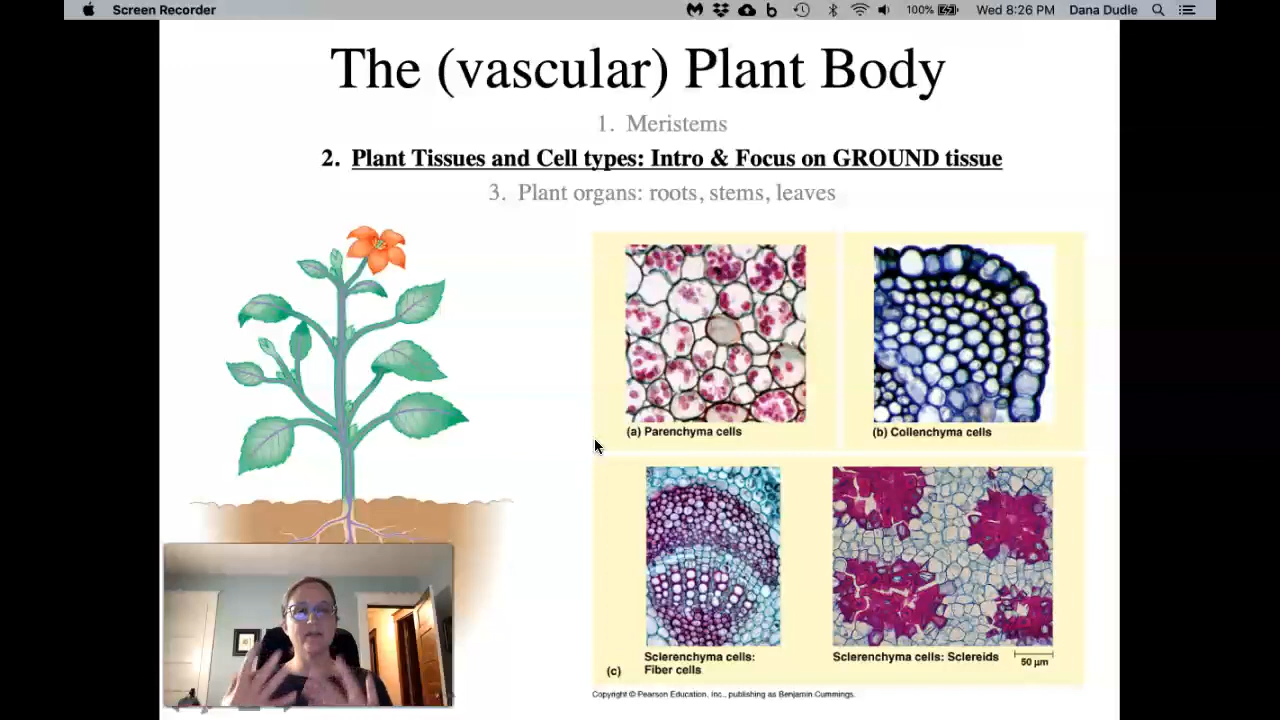 Screen Recorder
100%
Wed 8:26 PM
Dana Dudle
The (vascular) Plant Body
1. Meristems
2. Plant Tissues and Cell types: Intro & Focus on GROUND tissue
3. Plant organs: roots, stems, leaves
(a) Parenchyma cells
(b) Collenchyma cells
(c)
Sclerenchyma cells:
Fiber cells
Sclerenchyma cells: Sclereids
50 µm
Copyright © Pearson Education, Inc., publishing as Benjamin Cummings.